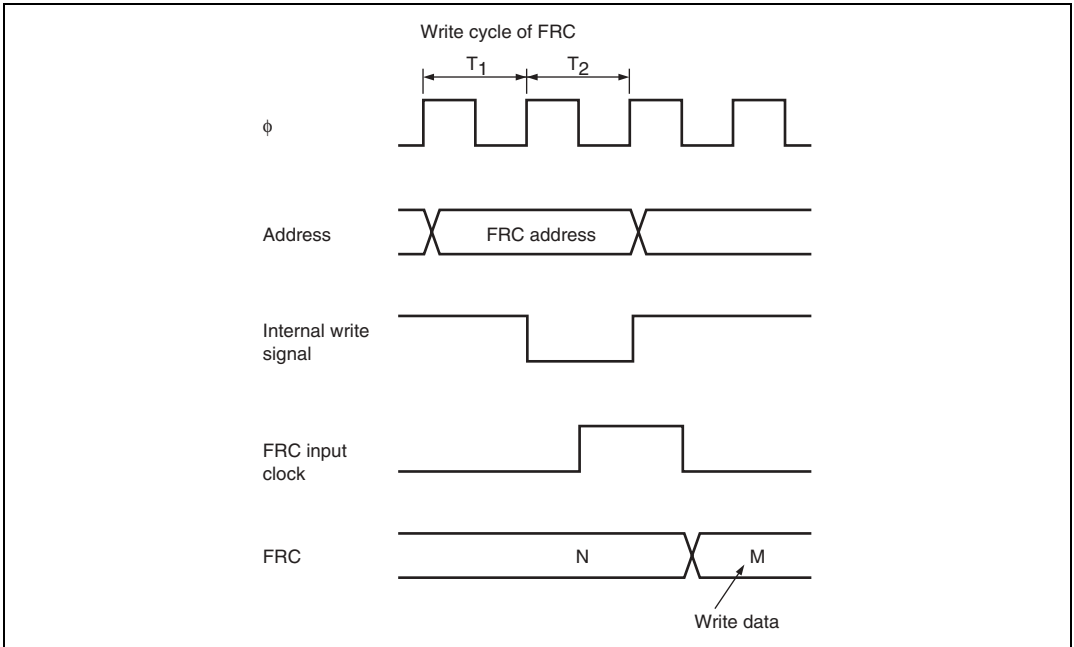 Write cycle of FRC
T1 T2
ϕ
Address
FRC address
Internal write
signal
FRC input
clock
FRC
N
M
Write data